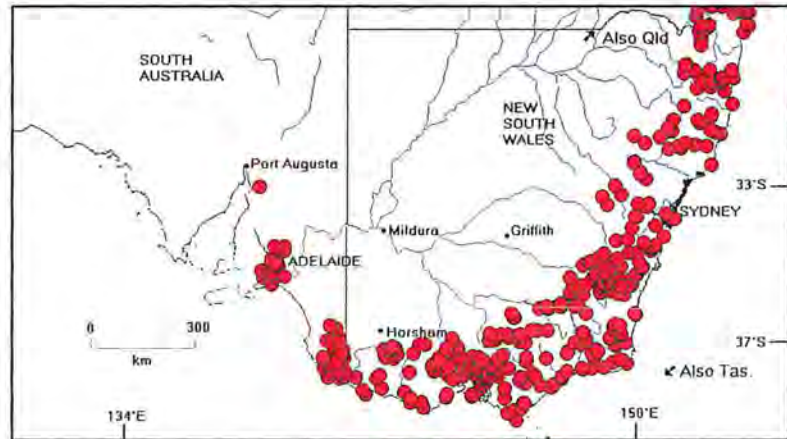 Also Qld
SOUTH
AUSTRALIA
NEW
SOUTH
WALES
Port Augusta
33°S
SYDNEY
Mildura
Griffith
ADELAIDE
0 300
km
Horsham
37°S
Also Tas.
134°E
150°E